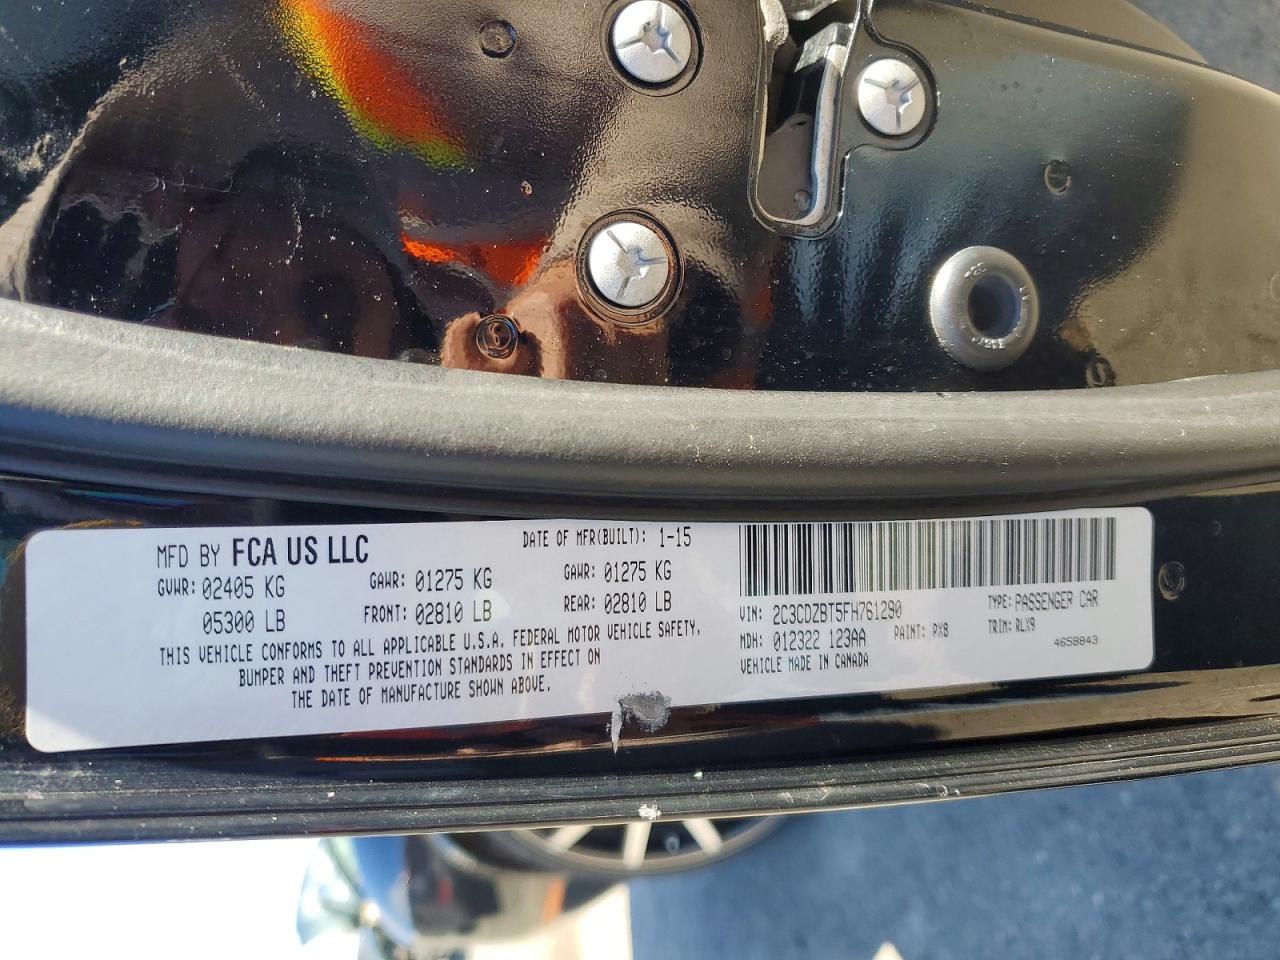 MFD BY FCA US LLC DATE OF MFR(BUILT): 1-15
GVWR: 02405 KG GAWR: 01275 KG GAWR: 01275 KG
05300 LB FRONT: 02810 LB REAR: 02810 LB
THIS VEHICLE CONFORMS TO ALL APPLICABLE U.S.A. FEDERAL MOTOR VEHICLE SAFETY,
BUMPER AND THEFT PREVENTION STANDARDS IN EFFECT ON
THE DATE OF MANUFACTURE SHOWN ABOVE.
VIN: 2C3CDZBT5FH761290 TYPE: PASSENGER CAR
MDH: 012322 123AA PAINT: PX8 TRIM: RLX9
VEHICLE MADE IN CANADA 4658843